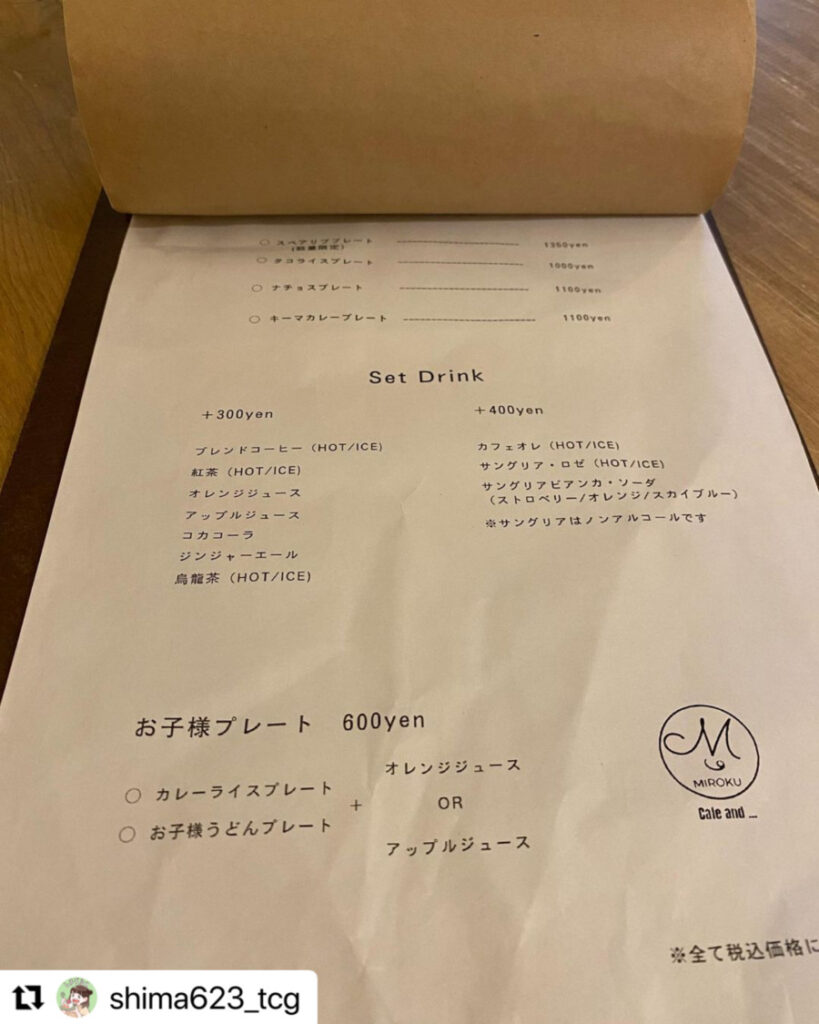 ○ スペアリブプレート ---------------- 1350yen
(数量限定)
○ タコライスプレート ---------------- 1000yen
○ ナチョスプレート ---------------- 1100yen
○ キーマカレープレート ---------------- 1100yen
Set Drink
+300yen
ブレンドコーヒー(HOT/ICE)
紅茶(HOT/ICE)
オレンジジュース
アップルジュース
コカコーラ
ジンジャーエール
烏龍茶(HOT/ICE)
+400yen
カフェオレ(HOT/ICE)
サングリア・ロゼ(HOT/ICE)
サングリアビアンカ・ソーダ
(ストロベリー/オレンジ/スカイブルー)
※サングリアはノンアルコールです
お子様プレート 600yen
○ カレーライスプレート
○ お子様うどんプレート
+
オレンジジュース
OR
アップルジュース
M
MIROKU
Cafe and ...
※全て税込価格に
shima623_tcg